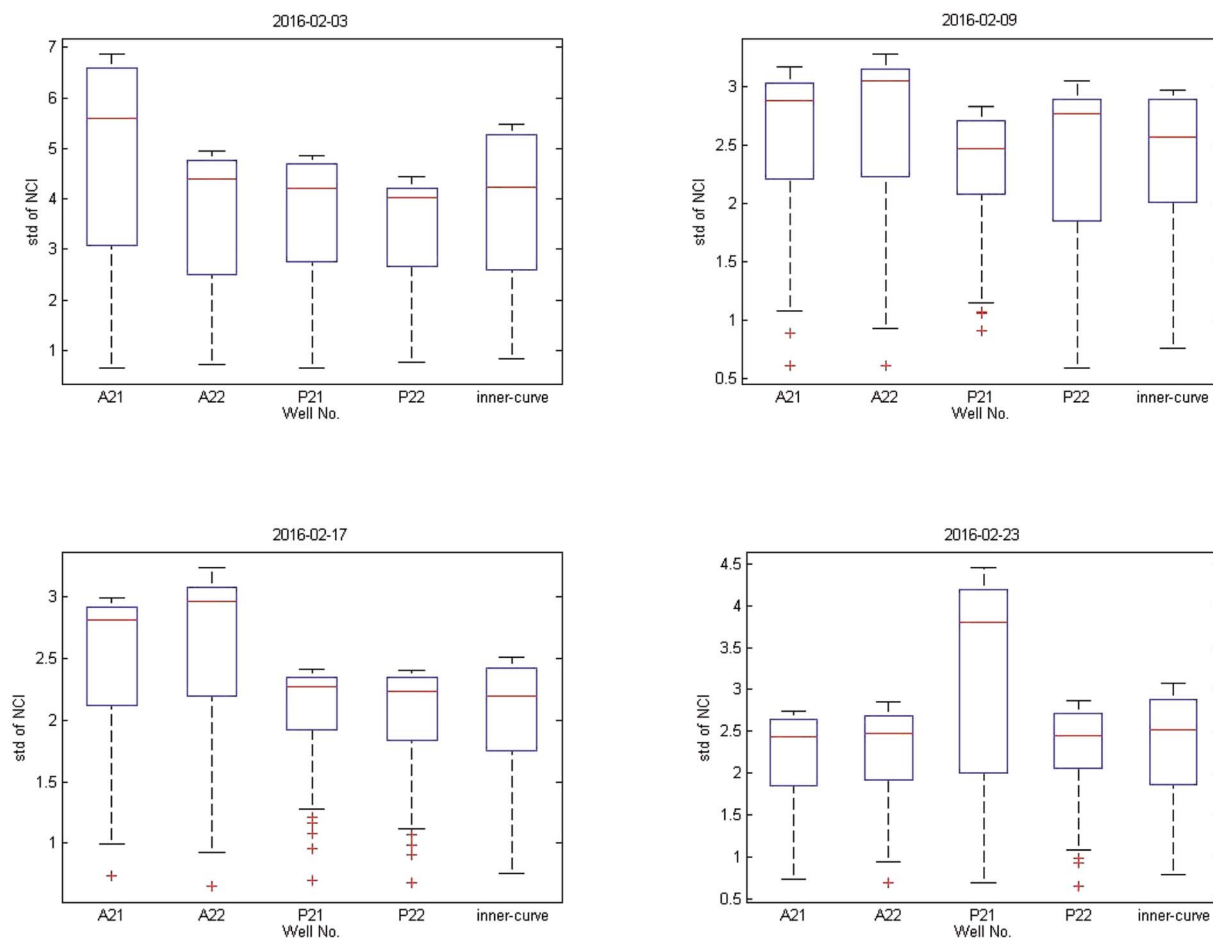 2016-02-03
7
6
5
4
3
2
1
std of NCI
A21 A22 P21 P22 inner-curve
Well No.
2016-02-09
3
2.5
2
1.5
1
0.5
std of NCI
A21 A22 P21 P22 inner-curve
Well No.
2016-02-17
3
2.5
2
1.5
1
std of NCI
A21 A22 P21 P22 inner-curve
Well No.
2016-02-23
4.5
4
3.5
3
2.5
2
1.5
1
0.5
std of NCI
A21 A22 P21 P22 inner-curve
Well No.